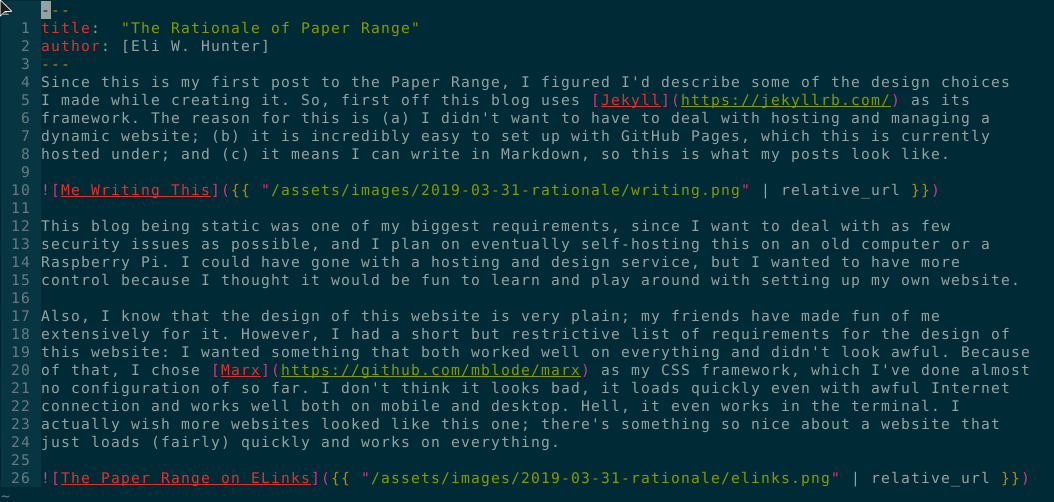 ---
1 title:  "The Rationale of Paper Range"
2 author: [Eli W. Hunter]
3 ---
4 Since this is my first post to the Paper Range, I figured I'd describe some of the design choices
5 I made while creating it. So, first off this blog uses [Jekyll](https://jekyllrb.com/) as its
6 framework. The reason for this is (a) I didn't want to have to deal with hosting and managing a
7 dynamic website; (b) it is incredibly easy to set up with GitHub Pages, which this is currently
8 hosted under; and (c) it means I can write in Markdown, so this is what my posts look like.
9
10 ![Me Writing This]({{ "/assets/images/2019-03-31-rationale/writing.png" | relative_url }})
11
12 This blog being static was one of my biggest requirements, since I want to deal with as few
13 security issues as possible, and I plan on eventually self-hosting this on an old computer or a
14 Raspberry Pi. I could have gone with a hosting and design service, but I wanted to have more
15 control because I thought it would be fun to learn and play around with setting up my own website.
16
17 Also, I know that the design of this website is very plain; my friends have made fun of me
18 extensively for it. However, I had a short but restrictive list of requirements for the design of
19 this website: I wanted something that both worked well on everything and didn't look awful. Because
20 of that, I chose [Marx](https://github.com/mblode/marx) as my CSS framework, which I've done almost
21 no configuration of so far. I don't think it looks bad, it loads quickly even with awful Internet
22 connection and works well both on mobile and desktop. Hell, it even works in the terminal. I
23 actually wish more websites looked like this one; there's something so nice about a website that
24 just loads (fairly) quickly and works on everything.
25
26 ![The Paper Range on ELinks]({{ "/assets/images/2019-03-31-rationale/elinks.png" | relative_url }})
~